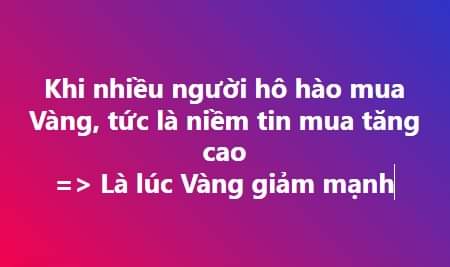 Khi nhiều người hô hào mua
Vàng, tức là niềm tin mua tăng
cao
=> Là lúc Vàng giảm mạnh